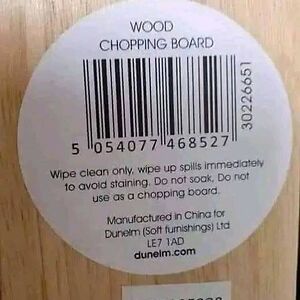 WOOD
CHOPPING BOARD
30226651
5 054077 468527
Wipe clean only, wipe up spills immediately
to avoid staining. Do not soak. Do not
use as a chopping board.
Manufactured in China for
Dunelm (Soft furnishings) Ltd
LE7 1AD
dunelm.com